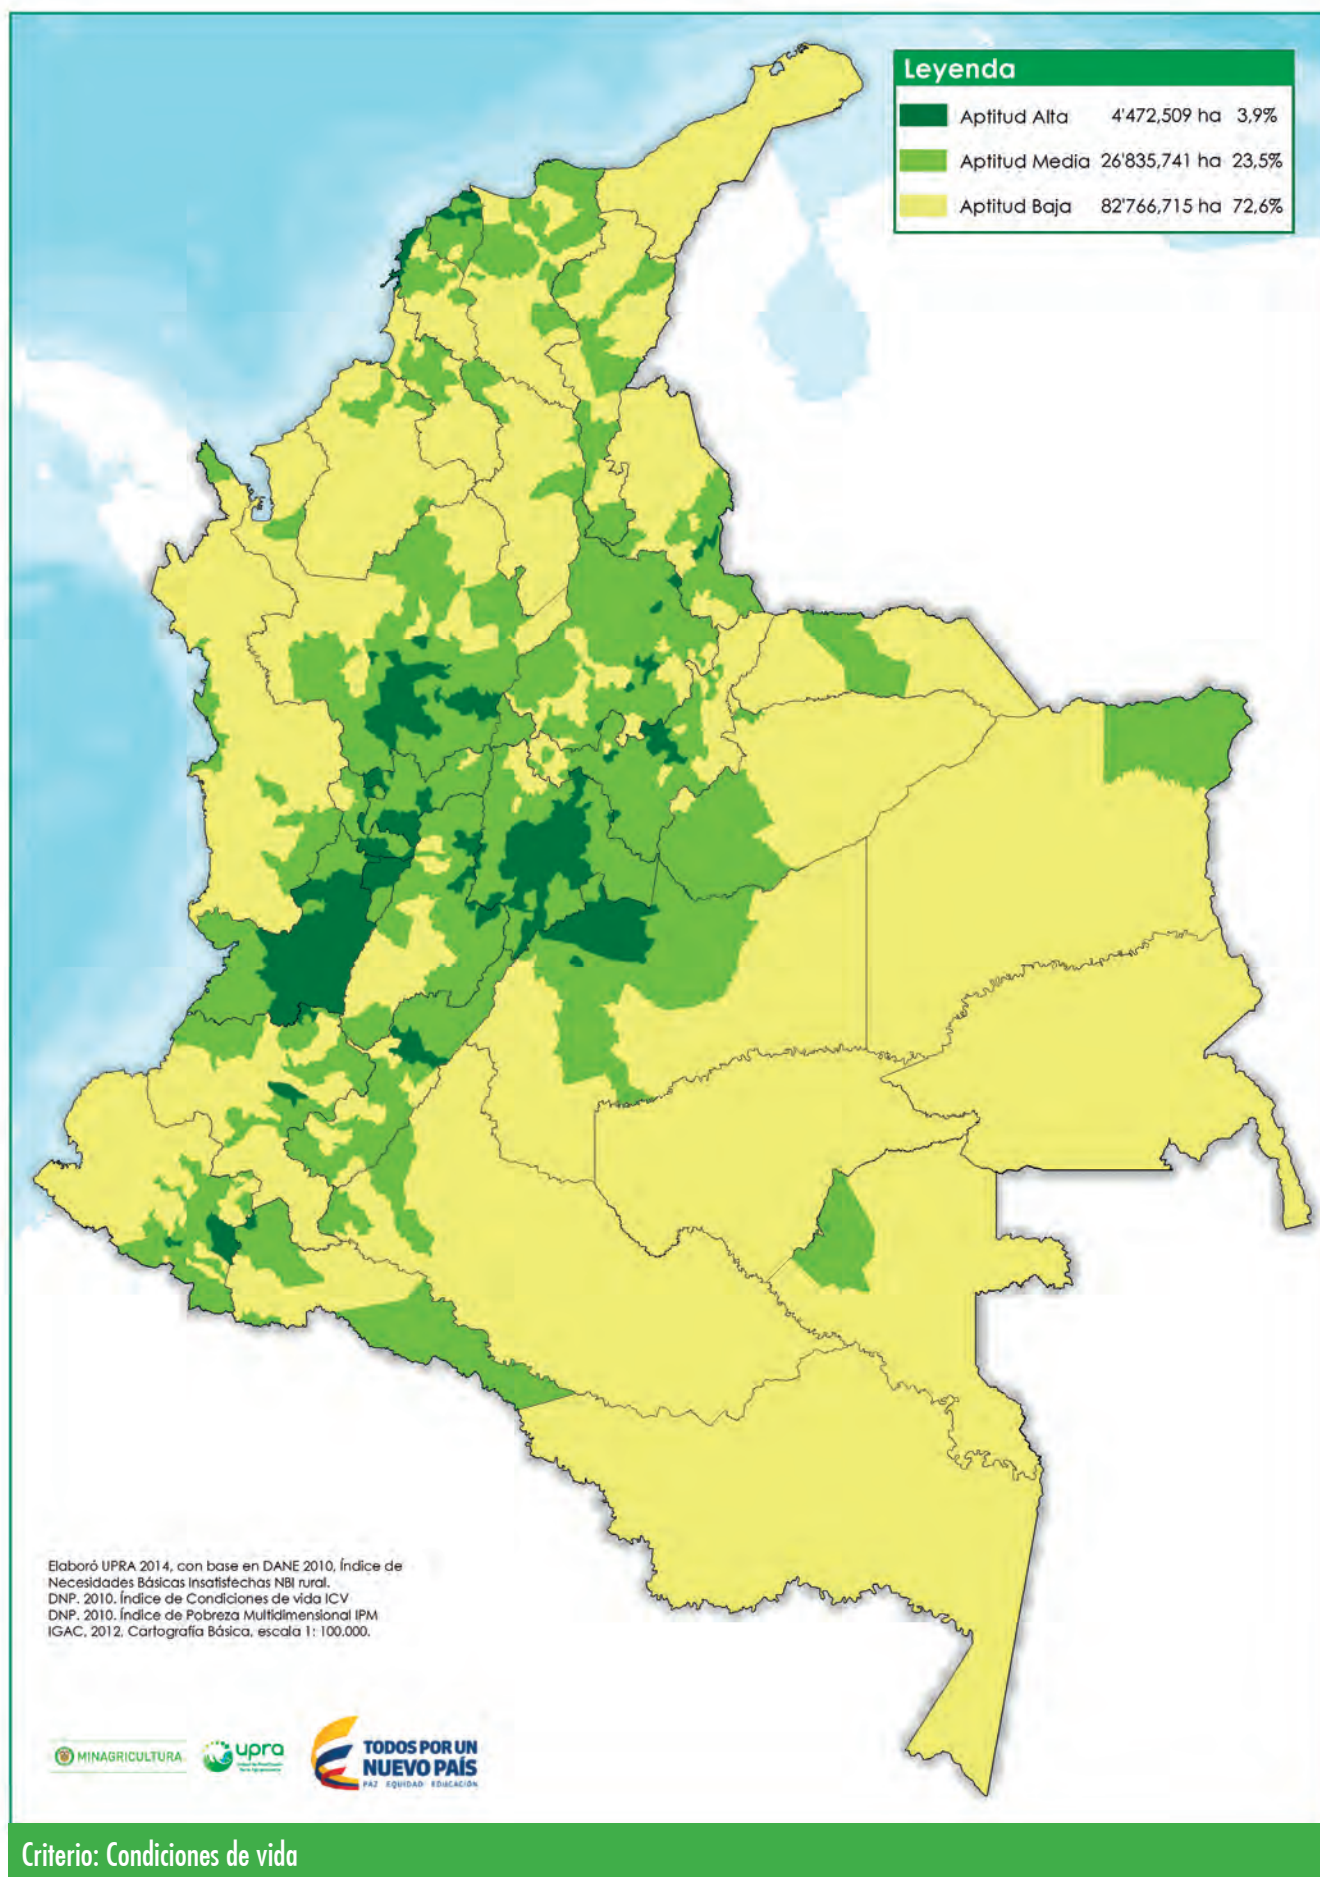 Leyenda
Aptitud Alta 4'472,509 ha 3,9%
Aptitud Media 26'835,741 ha 23,5%
Aptitud Baja 82'766,715 ha 72,6%
Elaboró UPRA 2014, con base en DANE 2010, Índice de
Necesidades Básicas Insatisfechas NBI rural.
DNP. 2010. Índice de Condiciones de vida ICV
DNP. 2010. Índice de Pobreza Multidimensional IPM
IGAC, 2012, Cartografía Básica, escala 1: 100.000.
MINAGRICULTURA
upra
TODOS POR UN
NUEVO PAÍS
PAZ EQUIDAD EDUCACIÓN
Criterio: Condiciones de vida